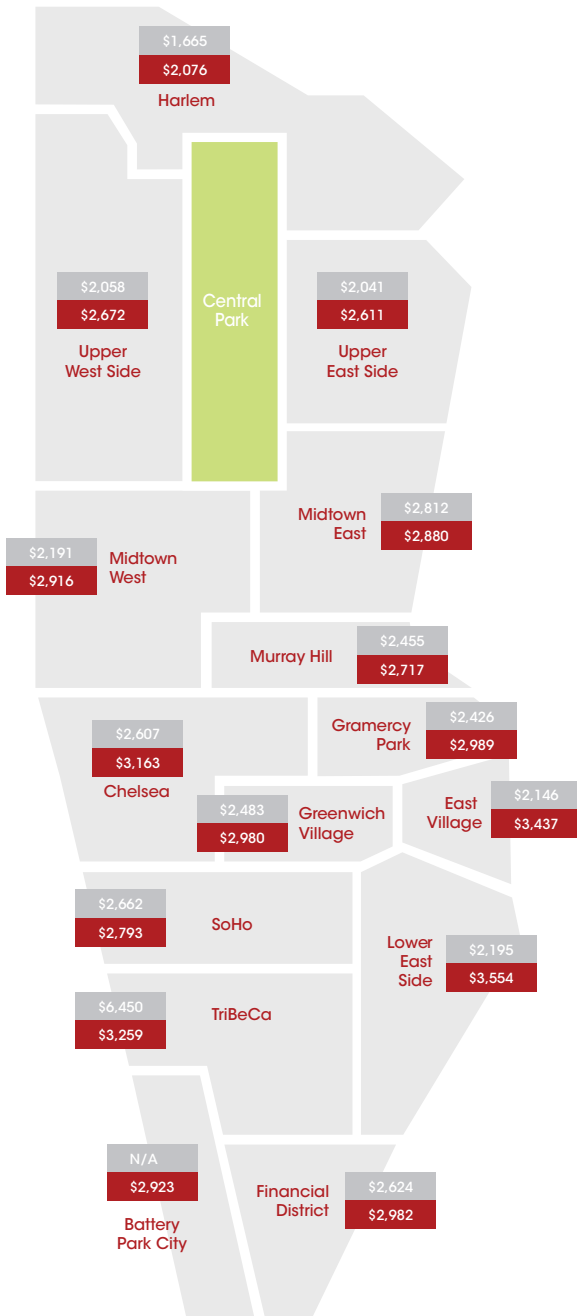 $1,665
$2,076
Harlem
$2,058
$2,672
Upper
West Side
Central
Park
$2,041
$2,611
Upper
East Side
Midtown
East
$2,812
$2,880
$2,191
$2,916
Midtown
West
Murray Hill
$2,455
$2,717
Gramercy
Park
$2,426
$2,989
$2,607
$3,163
Chelsea
$2,483
$2,980
Greenwich
Village
East
Village
$2,146
$3,437
$2,662
$2,793
SoHo
Lower
East
Side
$2,195
$3,554
$6,450
$3,259
TriBeCa
N/A
$2,923
Battery
Park City
Financial
District
$2,624
$2,982